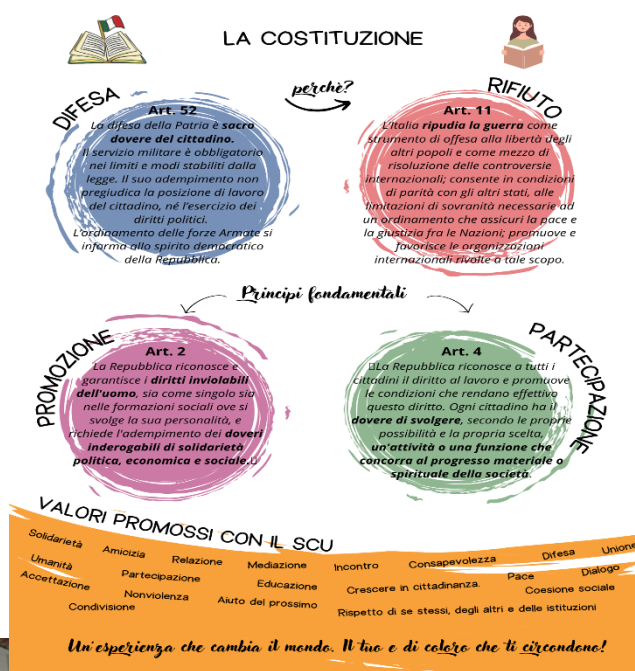 LA COSTITUZIONE
DIFESA
perchè?
RIFIUTO
Art. 52
La difesa della Patria è sacro
dovere del cittadino.
Il servizio militare è obbligatorio
nei limiti e modi stabiliti dalla
legge. Il suo adempimento non
pregiudica la posizione di lavoro
del cittadino, né l'esercizio dei
diritti politici.
L'ordinamento delle forze Armate si
informa allo spirito democratico
della Repubblica.
Art. 11
L'Italia ripudia la guerra come
strumento di offesa alla libertà degli
altri popoli e come mezzo di
risoluzione delle controversie
internazionali; consente in condizioni
di parità con gli altri stati, alle
limitazioni di sovranità necessarie ad
un ordinamento che assicuri la pace e
la giustizia fra le Nazioni; promuove e
favorisce le organizzazioni
internazionali rivolte a tale scopo.
Principi fondamentali
PROMOZIONE
Art. 2
La Repubblica riconosce e
garantisce i diritti inviolabili
dell'uomo, sia come singolo sia
nelle formazioni sociali ove si
svolge la sua personalità, e
richiede l'adempimento dei doveri
inderogabili di solidarietà
politica, economica e sociale.
PARTECIPAZIONE
Art. 4
La Repubblica riconosce a tutti i
cittadini il diritto al lavoro e promuove
le condizioni che rendano effettivo
questo diritto. Ogni cittadino ha il
dovere di svolgere, secondo le proprie
possibilità e la propria scelta,
un'attività o una funzione che
concorra al progresso materiale o
spirituale della società.
VALORI PROMOSSI CON IL SCU
Solidarietà Amicizia Relazione Mediazione Incontro Consapevolezza Difesa Unione
Umanità Partecipazione Educazione Crescere in cittadinanza. Pace Dialogo
Accettazione Nonviolenza Aiuto del prossimo Coesione sociale
Condivisione Rispetto di se stessi, degli altri e delle istituzioni
Un'esperienza che cambia il mondo. Il tuo e di coloro che ti circondono!